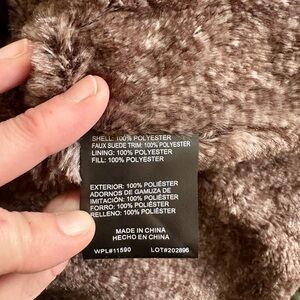 SHELL: 100% POLYESTER
FAUX SUEDE TRIM: 100% POLYESTER
LINING: 100% POLYESTER
FILL: 100% POLYESTER
EXTERIOR: 100% POLIÉSTER
ADORNOS DE GAMUZA DE
IMITACIÓN: 100% POLIÉSTER
FORRO: 100% POLIÉSTER
RELLENO: 100% POLIÉSTER
MADE IN CHINA
HECHO EN CHINA
WPL#11590 LOT#202896